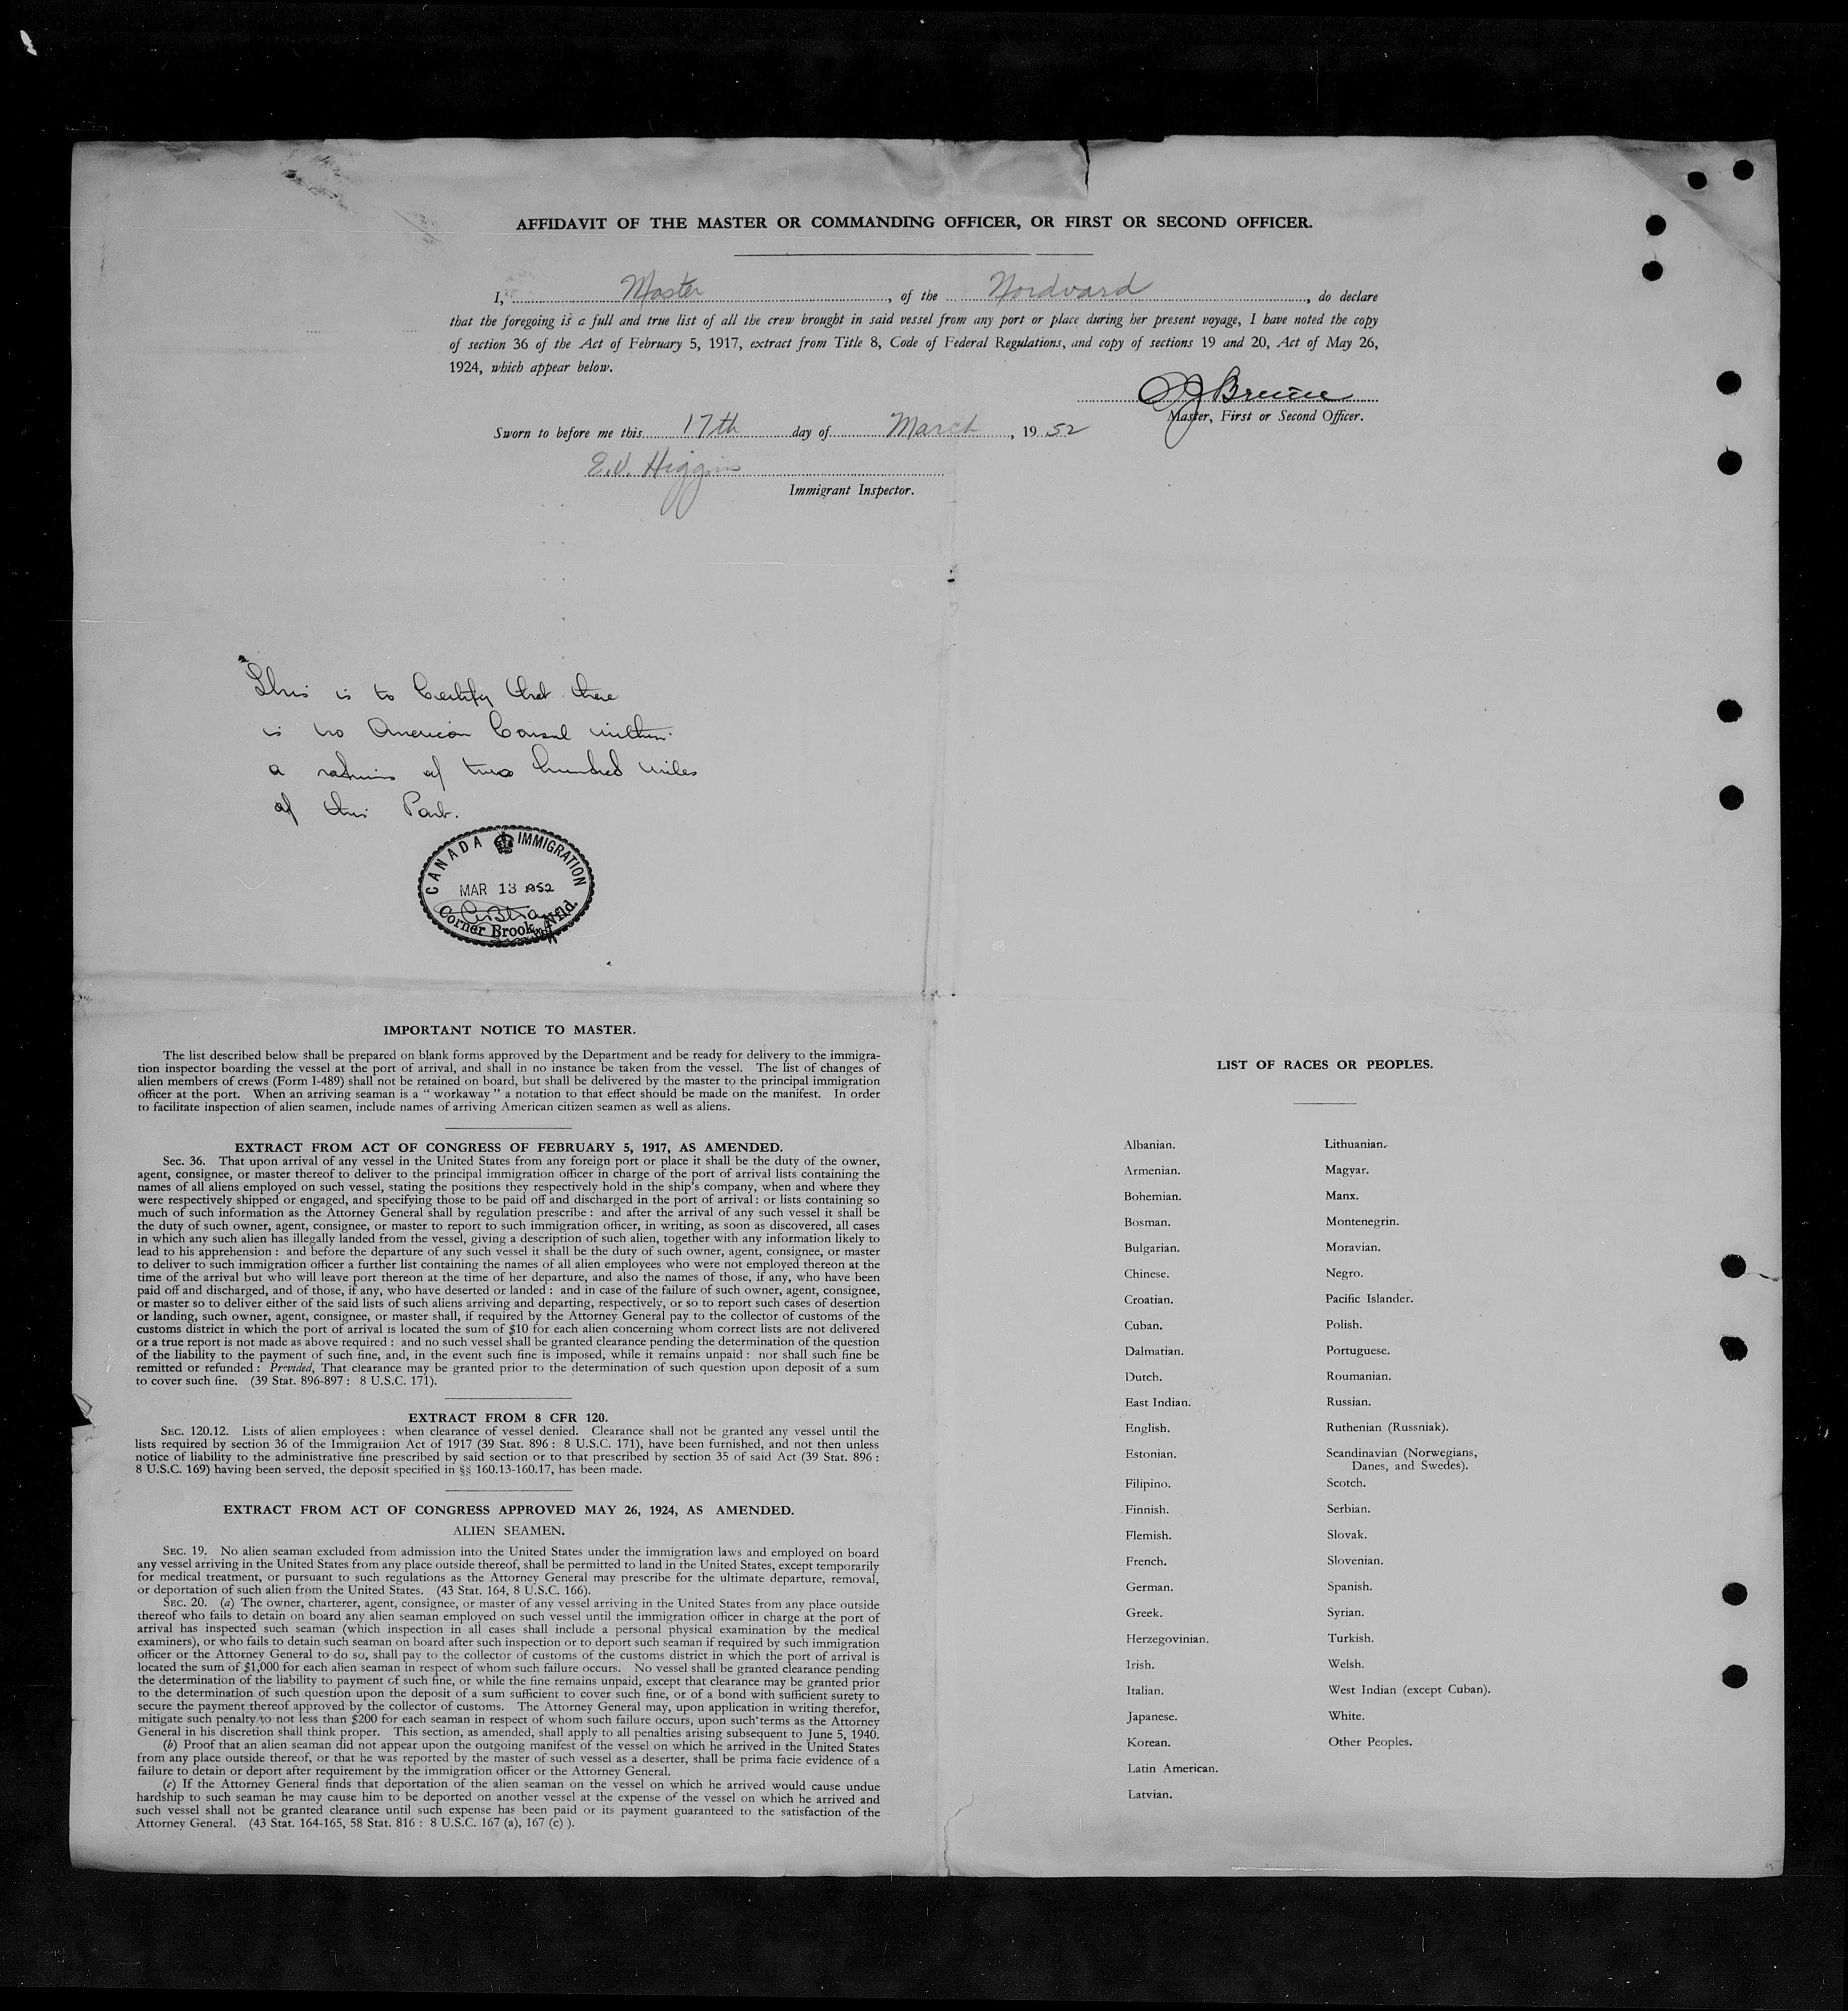 AFFIDAVIT OF THE MASTER OR COMMANDING OFFICER, OR FIRST OR SECOND OFFICER.
I, Master, of the Nordvard, do declare
that the foregoing is a full and true list of all the crew brought in said vessel from any port or place during her present voyage, I have noted the copy
of section 36 of the Act of February 5, 1917, extract from Title 8, Code of Federal Regulations, and copy of sections 19 and 20, Act of May 26,
1924, which appear below.
Master, First or Second Officer.
Sworn to before me this 17th day of March, 1952
E.V. Higgins
Immigrant Inspector.
This is to Certify that there
is no American Consul within
a radius of two hundred miles
of this Port.
CANADA IMMIGRATION
MAR 13 1952
Corner Brook, Nfld.
IMPORTANT NOTICE TO MASTER.
The list described below shall be prepared on blank forms approved by the Department and be ready for delivery to the immigra-
tion inspector boarding the vessel at the port of arrival, and shall in no instance be taken from the vessel. The list of changes of
alien members of crews (Form I-489) shall not be retained on board, but shall be delivered by the master to the principal immigration
officer at the port. When an arriving seaman is a " workaway " a notation to that effect should be made on the manifest. In order
to facilitate inspection of alien seamen, include names of arriving American citizen seamen as well as aliens.
EXTRACT FROM ACT OF CONGRESS OF FEBRUARY 5, 1917, AS AMENDED.
Sec. 36. That upon arrival of any vessel in the United States from any foreign port or place it shall be the duty of the owner,
agent, consignee, or master thereof to deliver to the principal immigration officer in charge of the port of arrival lists containing the
names of all aliens employed on such vessel, stating the positions they respectively hold in the ship's company, when and where they
were respectively shipped or engaged, and specifying those to be paid off and discharged in the port of arrival : or lists containing so
much of such information as the Attorney General shall by regulation prescribe : and after the arrival of any such vessel it shall be
the duty of such owner, agent, consignee, or master to report to such immigration officer, in writing, as soon as discovered, all cases
in which any such alien has illegally landed from the vessel, giving a description of such alien, together with any information likely to
lead to his apprehension : and before the departure of any such vessel it shall be the duty of such owner, agent, consignee, or master
to deliver to such immigration officer a further list containing the names of all alien employees who were not employed thereon at the
time of the arrival but who will leave port thereon at the time of her departure, and also the names of those, if any, who have been
paid off and discharged, and of those, if any, who have deserted or landed : and in case of the failure of such owner, agent, consignee,
or master so to deliver either of the said lists of such aliens arriving and departing, respectively, or so to report such cases of desertion
or landing, such owner, agent, consignee, or master shall, if required by the Attorney General pay to the collector of customs of the
customs district in which the port of arrival is located the sum of $10 for each alien concerning whom correct lists are not delivered
or a true report is not made as above required : and no such vessel shall be granted clearance pending the determination of the question
of the liability to the payment of such fine, and, in the event such fine is imposed, while it remains unpaid : nor shall such fine be
remitted or refunded : Provided, That clearance may be granted prior to the determination of such question upon deposit of a sum
to cover such fine. (39 Stat. 896-897 : 8 U.S.C. 171).
EXTRACT FROM 8 CFR 120.
SEC. 120.12. Lists of alien employees : when clearance of vessel denied. Clearance shall not be granted any vessel until the
lists required by section 36 of the Immigration Act of 1917 (39 Stat. 896 : 8 U.S.C. 171), have been furnished, and not then unless
notice of liability to the administrative fine prescribed by said section or to that prescribed by section 35 of said Act (39 Stat. 896 :
8 U.S.C. 169) having been served, the deposit specified in §§ 160.13-160.17, has been made.
EXTRACT FROM ACT OF CONGRESS APPROVED MAY 26, 1924, AS AMENDED.
ALIEN SEAMEN.
SEC. 19. No alien seaman excluded from admission into the United States under the immigration laws and employed on board
any vessel arriving in the United States from any place outside thereof, shall be permitted to land in the United States, except temporarily
for medical treatment, or pursuant to such regulations as the Attorney General may prescribe for the ultimate departure, removal,
or deportation of such alien from the United States. (43 Stat. 164, 8 U.S.C. 166).
SEC. 20. (a) The owner, charterer, agent, consignee, or master of any vessel arriving in the United States from any place outside
thereof who fails to detain on board any alien seaman employed on such vessel until the immigration officer in charge at the port of
arrival has inspected such seaman (which inspection in all cases shall include a personal physical examination by the medical
examiners), or who fails to detain such seaman on board after such inspection or to deport such seaman if required by such immigration
officer or the Attorney General to do so, shall pay to the collector of customs of the customs district in which the port of arrival is
located the sum of $1,000 for each alien seaman in respect of whom such failure occurs. No vessel shall be granted clearance pending
the determination of the liability to payment of such fine, or while the fine remains unpaid, except that clearance may be granted prior
to the determination of such question upon the deposit of a sum sufficient to cover such fine, or of a bond with sufficient surety to
secure the payment thereof approved by the collector of customs. The Attorney General may, upon application in writing therefor,
mitigate such penalty to not less than $200 for each seaman in respect of whom such failure occurs, upon such terms as the Attorney
General in his discretion shall think proper. This section, as amended, shall apply to all penalties arising subsequent to June 5, 1940.
(b) Proof that an alien seaman did not appear upon the outgoing manifest of the vessel on which he arrived in the United States
from any place outside thereof, or that he was reported by the master of such vessel as a deserter, shall be prima facie evidence of a
failure to detain or deport after requirement by the immigration officer or the Attorney General.
(c) If the Attorney General finds that deportation of the alien seaman on the vessel on which he arrived would cause undue
hardship to such seaman he may cause him to be deported on another vessel at the expense of the vessel on which he arrived and
such vessel shall not be granted clearance until such expense has been paid or its payment guaranteed to the satisfaction of the
Attorney General. (43 Stat. 164-165, 58 Stat. 816 : 8 U.S.C. 167 (a), 167 (c) ).
LIST OF RACES OR PEOPLES.
Albanian.
Armenian.
Bohemian.
Bosman.
Bulgarian.
Chinese.
Croatian.
Cuban.
Dalmatian.
Dutch.
East Indian.
English.
Estonian.
Filipino.
Finnish.
Flemish.
French.
German.
Greek.
Herzegovinian.
Irish.
Italian.
Japanese.
Korean.
Latin American.
Latvian.
Lithuanian.
Magyar.
Manx.
Montenegrin.
Moravian.
Negro.
Pacific Islander.
Polish.
Portuguese.
Roumanian.
Russian.
Ruthenian (Russniak).
Scandinavian (Norwegians,
Danes, and Swedes).
Scotch.
Serbian.
Slovak.
Slovenian.
Spanish.
Syrian.
Turkish.
Welsh.
West Indian (except Cuban).
White.
Other Peoples.